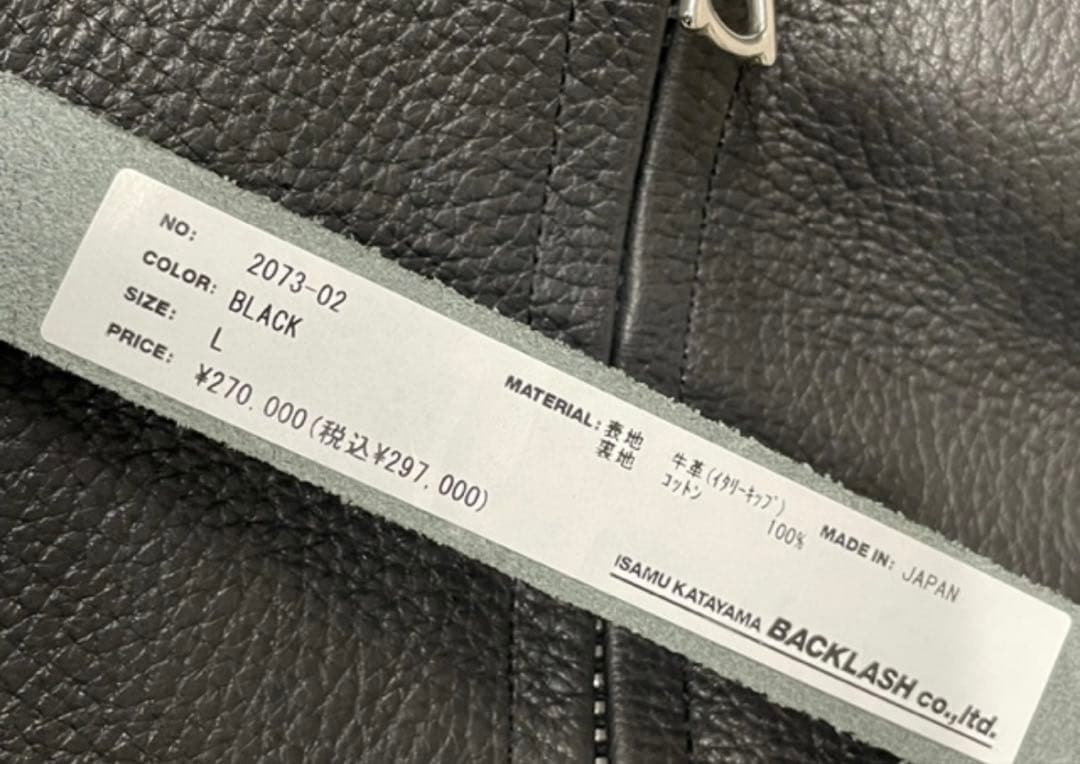 NO: 2073-02
COLOR: BLACK
SIZE: L
PRICE: ¥270.000(税込¥297.000)
MATERIAL: 表地 牛革(ｲﾀﾘｰｷｯﾌﾟ)
裏地 ｺｯﾄﾝ 100%
MADE IN: JAPAN
ISAMU KATAYAMA BACKLASH co.,ltd.